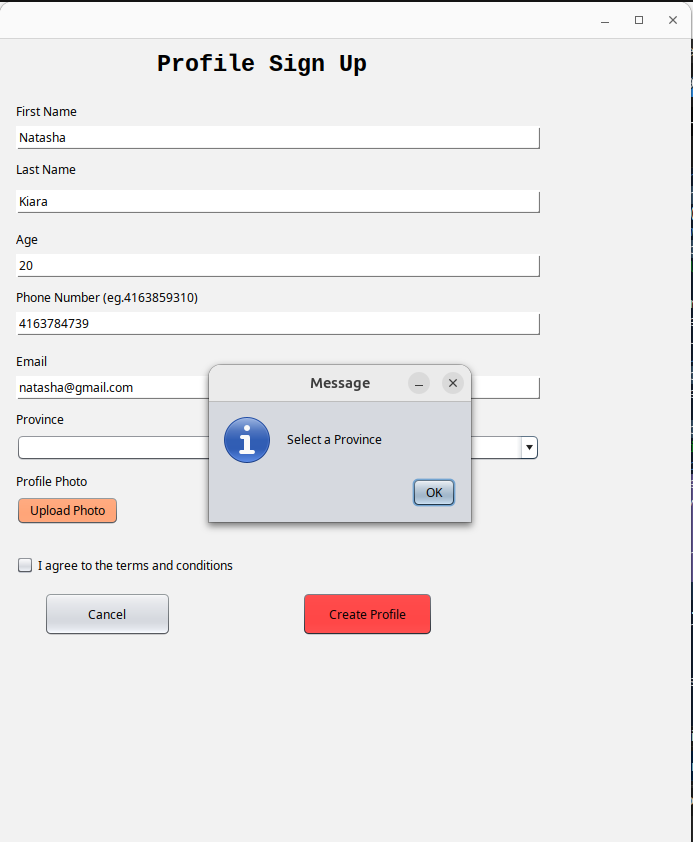 Profile Sign Up
First Name
Natasha
Last Name
Kiara
Age
20
Phone Number (eg.4163859310)
4163784739
Email
natasha@gmail.com
Province
Message
Select a Province
OK
Profile Photo
Upload Photo
I agree to the terms and conditions
Cancel
Create Profile